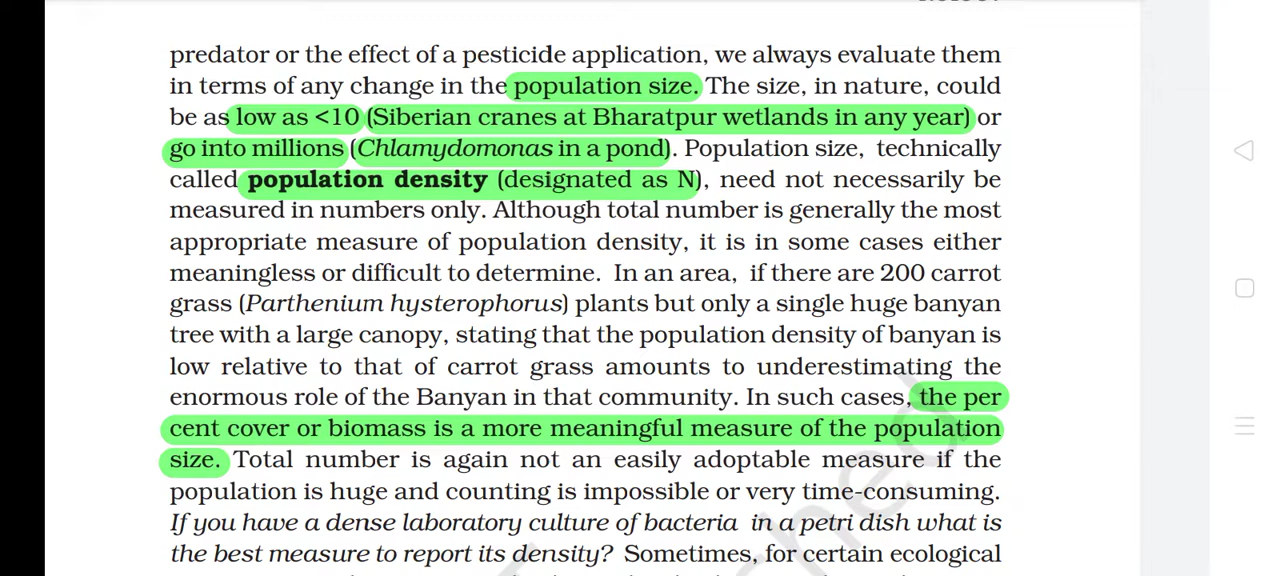 predator or the effect of a pesticide application, we always evaluate them
in terms of any change in the population size. The size, in nature, could
be as low as <10 (Siberian cranes at Bharatpur wetlands in any year) or
go into millions (Chlamydomonas in a pond). Population size, technically
called population density (designated as N), need not necessarily be
measured in numbers only. Although total number is generally the most
appropriate measure of population density, it is in some cases either
meaningless or difficult to determine. In an area, if there are 200 carrot
grass (Parthenium hysterophorus) plants but only a single huge banyan
tree with a large canopy, stating that the population density of banyan is
low relative to that of carrot grass amounts to underestimating the
enormous role of the Banyan in that community. In such cases, the per
cent cover or biomass is a more meaningful measure of the population
size. Total number is again not an easily adoptable measure if the
population is huge and counting is impossible or very time-consuming.
If you have a dense laboratory culture of bacteria in a petri dish what is
the best measure to report its density? Sometimes, for certain ecological